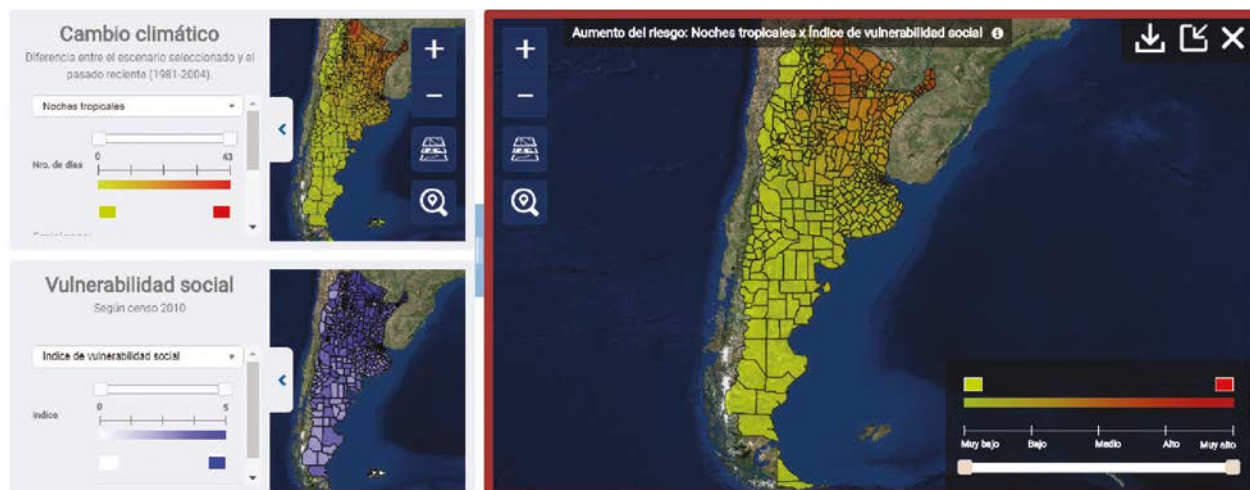 Cambio climático
Diferencia entre el escenario seleccionado y el
pasado reciente (1981-2004).
Noches tropicales
Nro. de días
0
43
Vulnerabilidad social
Según censo 2010
Indice de vulnerabilidad social
Indice
0
5
Aumento del riesgo: Noches tropicales x Índice de vulnerabilidad social
Muy bajo
Bajo
Medio
Alto
Muy alto